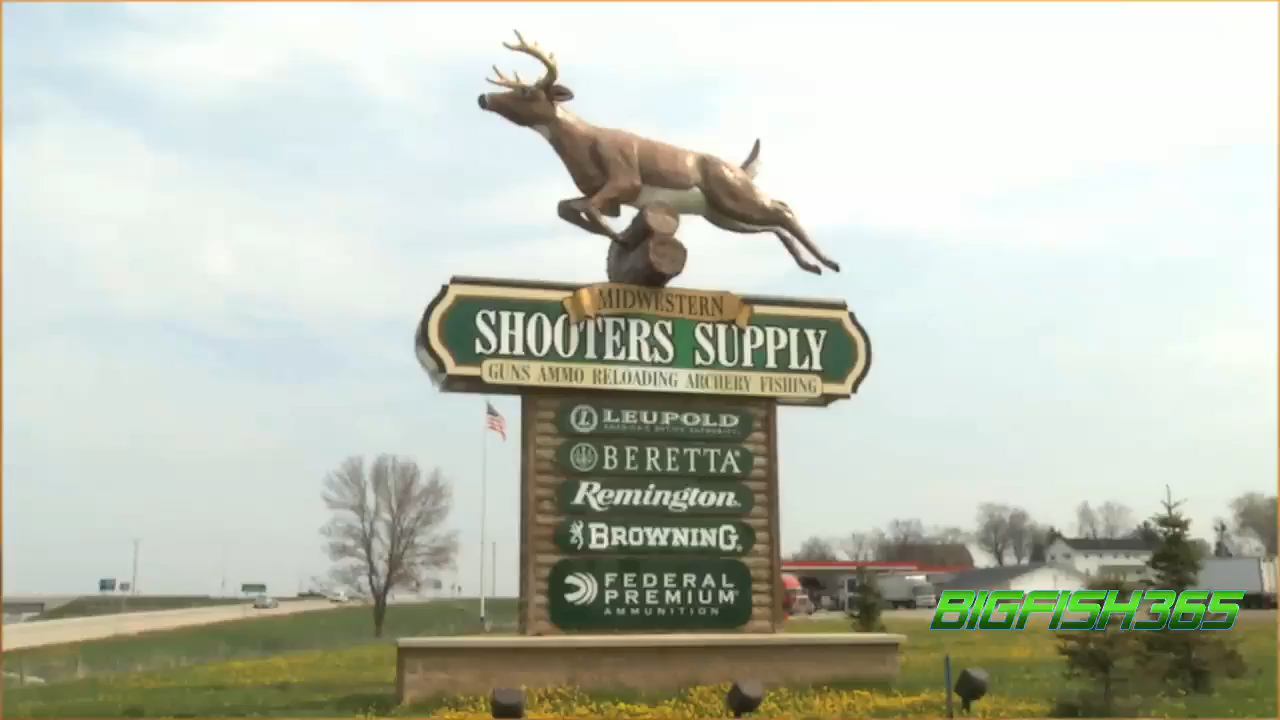 MIDWESTERN
SHOOTERS SUPPLY
GUNS AMMO RELOADING ARCHERY FISHING
LEUPOLD
BERETTA
Remington
BROWNING
FEDERAL
PREMIUM
AMMUNITION
BIGFISH365